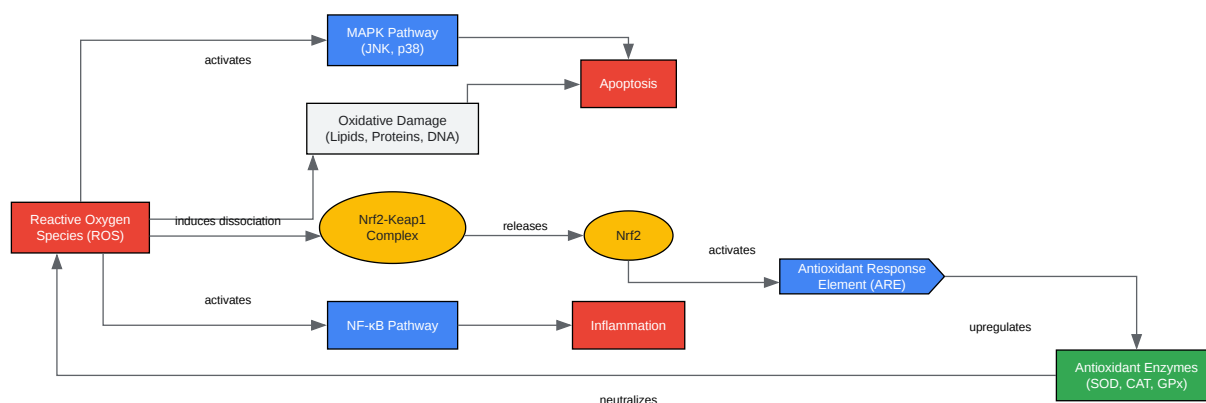 MAPK Pathway
(JNK, p38)
activates
Apoptosis
Oxidative Damage
(Lipids, Proteins, DNA)
Reactive Oxygen
Species (ROS)
induces dissociation
Nrf2-Keap1
Complex
releases
Nrf2
activates
Antioxidant Response
Element (ARE)
activates
NF-κB Pathway
Inflammation
upregulates
Antioxidant Enzymes
(SOD, CAT, GPx)
neutralizes